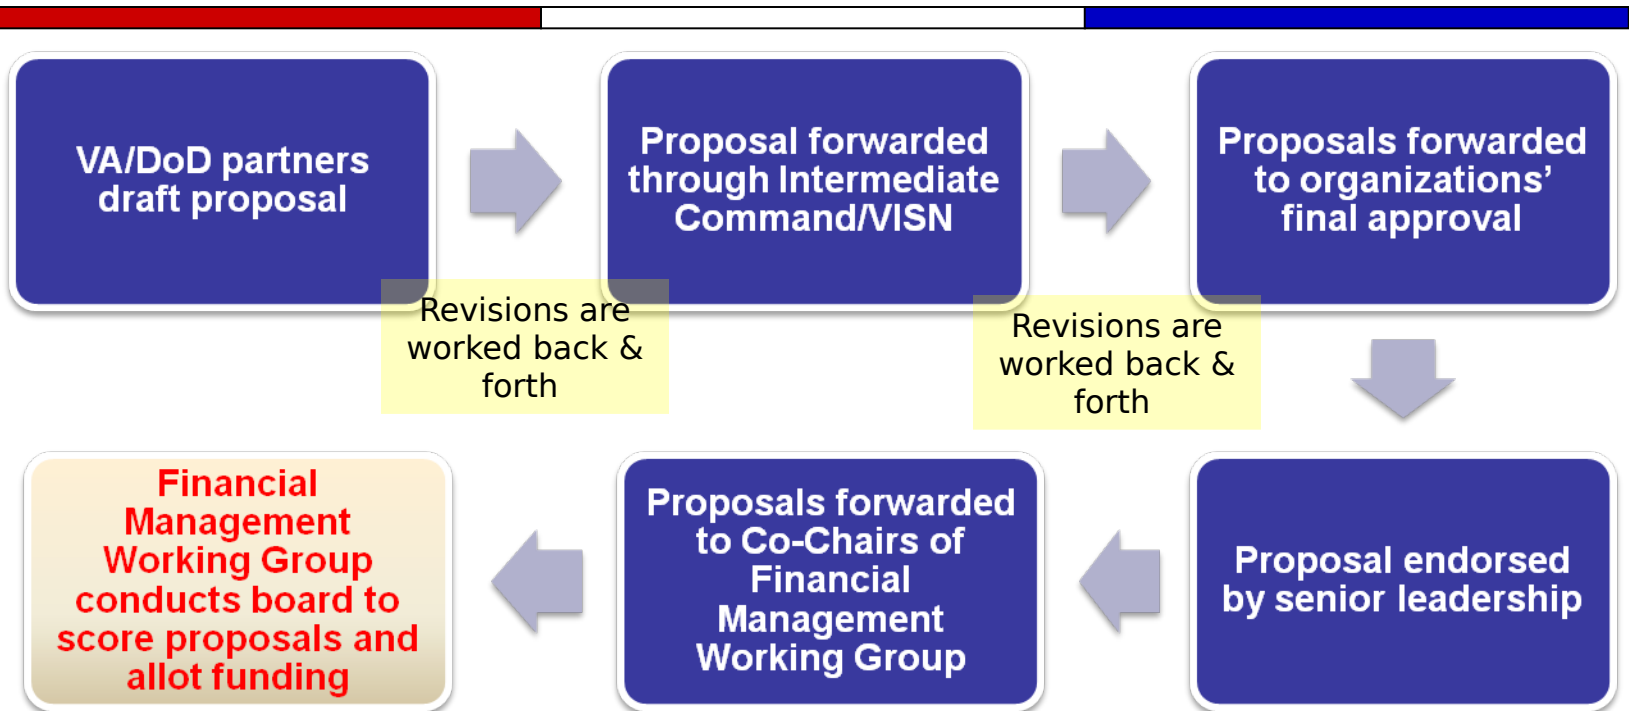 VA/DoD partners
draft proposal
Proposal forwarded
through Intermediate
Command/VISN
Proposals forwarded
to organizations’
final approval
Revisions are
worked back &
forth
Revisions are
worked back &
forth
Proposal endorsed
by senior leadership
Proposals forwarded
to Co-Chairs of
Financial
Management
Working Group
Financial
Management
Working Group
conducts board to
score proposals and
allot funding